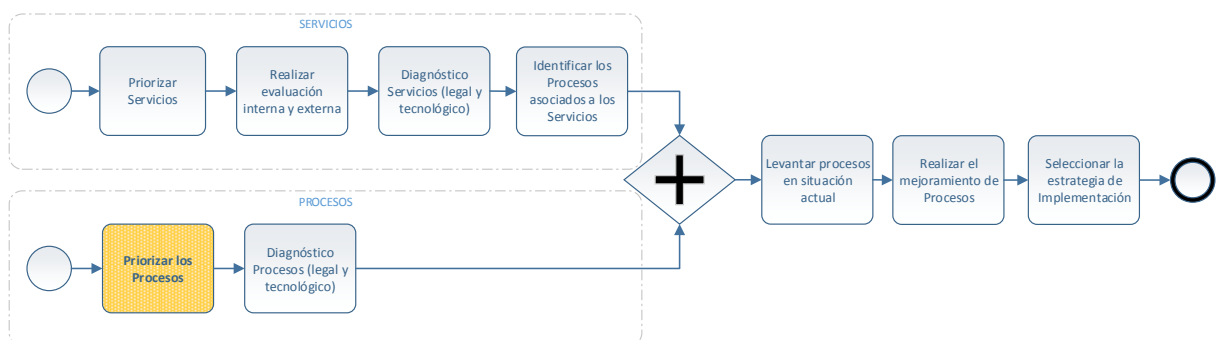 SERVICIOS
Priorizar
Servicios
Realizar
evaluación
interna y externa
Diagnóstico
Servicios (legal y
tecnológico)
Identificar los
Procesos
asociados a los
Servicios
Levantar procesos
en situación
actual
Realizar el
mejoramiento de
Procesos
Seleccionar la
estrategia de
Implementación
PROCESOS
Priorizar los
Procesos
Diagnóstico
Procesos (legal y
tecnológico)